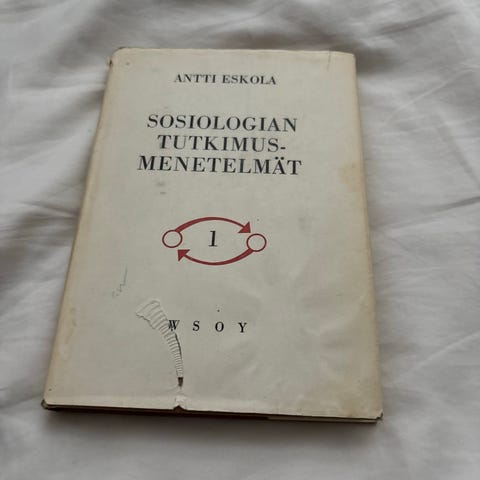 ANTTI ESKOLA
SOSIOLOGIAN
TUTKIMUS-
MENETELMÄT
1
WSOY